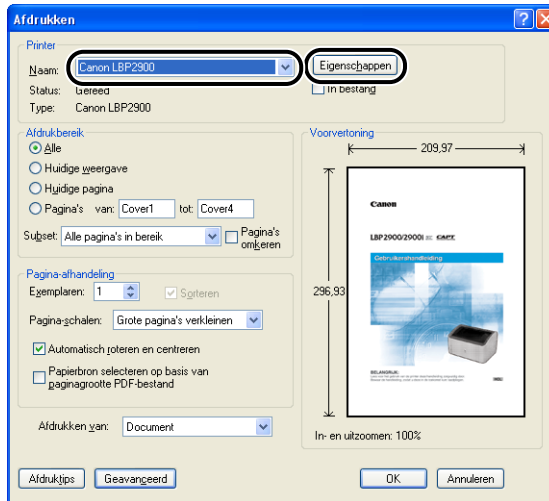 Afdrukken
Printer
Naam: Canon LBP2900 Eigenschappen
Status: Gereed In bestand
Type: Canon LBP2900
Afdrukbereik
Alle
Huidige weergave
Huidige pagina
Pagina's van: Cover1 tot: Cover4
Subset: Alle pagina's in bereik Pagina's omkeren
Pagina-afhandeling
Exemplaren: 1 Sorteren
Pagina-schalen: Grote pagina's verkleinen
Automatisch roteren en centreren
Papierbron selecteren op basis van
paginagrootte PDF-bestand
Afdrukken van: Document
Voorvertoning
209,97
296,93
Canon
LBP2900/2900i CAPT
Gebruikershandleiding
BELANGRIJK:
In- en uitzoomen: 100%
Afdruktips Geavanceerd OK Annuleren